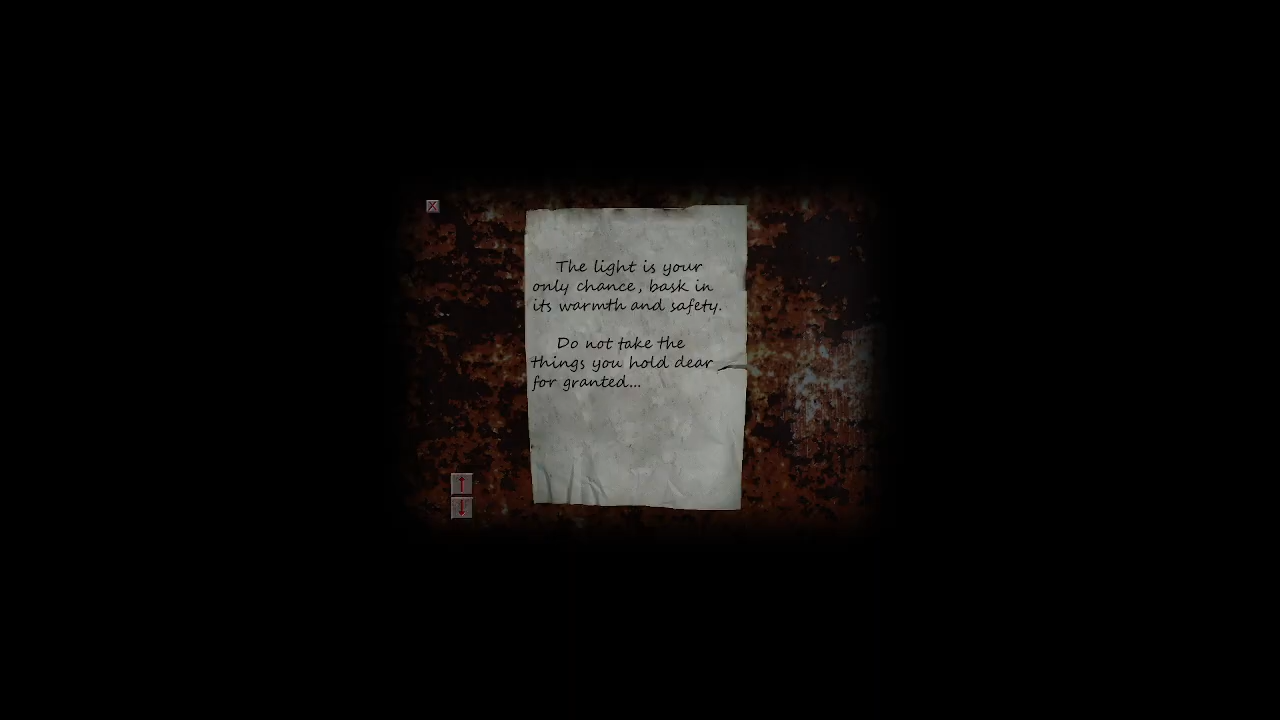 The light is your
only chance, bask in
its warmth and safety.
Do not take the
things you hold dear
for granted...